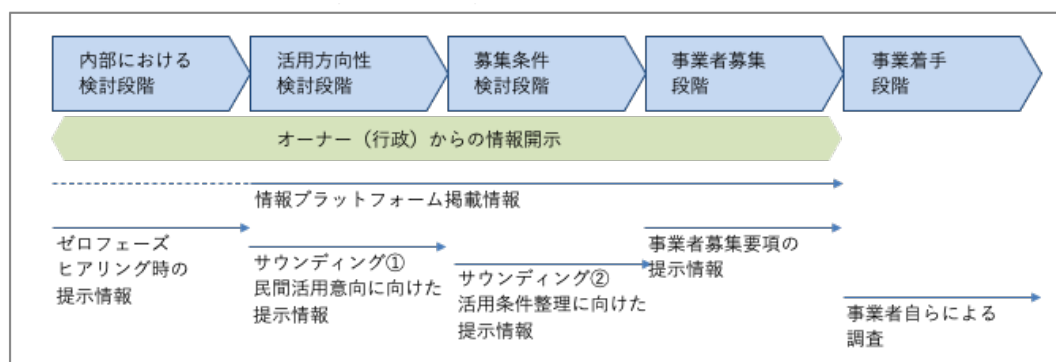 内部における
検討段階
活用方向性
検討段階
募集条件
検討段階
事業者募集
段階
事業着手
段階
オーナー（行政）からの情報開示
情報プラットフォーム掲載情報
ゼロフェーズ
ヒアリング時の
提示情報
サウンディング①
民間活用意向に向けた
提示情報
サウンディング②
活用条件整理に向けた
提示情報
事業者募集要項の
提示情報
事業者自らによる
調査